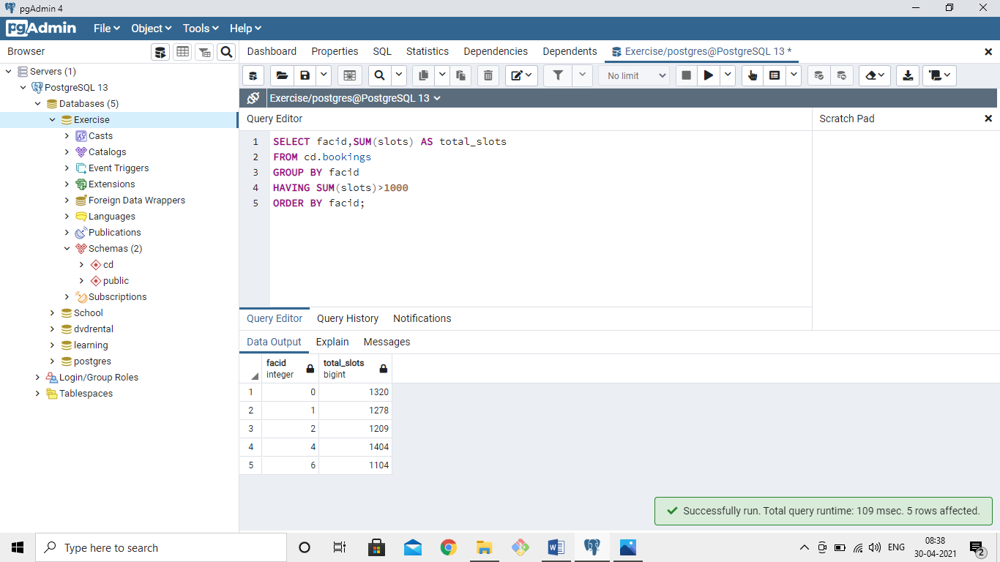 pgAdmin 4
pgAdmin File Object Tools Help
Browser
Dashboard Properties SQL Statistics Dependencies Dependents Exercise/postgres@PostgreSQL 13 *
No limit
Servers (1)
PostgreSQL 13
Databases (5)
Exercise
Casts
Catalogs
Event Triggers
Extensions
Foreign Data Wrappers
Languages
Publications
Schemas (2)
cd
public
Subscriptions
School
dvdrental
learning
postgres
Login/Group Roles
Tablespaces
Exercise/postgres@PostgreSQL 13
Query Editor
Scratch Pad
1 SELECT facid,SUM(slots) AS total_slots
2 FROM cd.bookings
3 GROUP BY facid
4 HAVING SUM(slots)>1000
5 ORDER BY facid;
Query Editor Query History Notifications
Data Output Explain Messages
facid total_slots
integer bigint
1 0 1320
2 1 1278
3 2 1209
4 4 1404
5 6 1104
Successfully run. Total query runtime: 109 msec. 5 rows affected.
Type here to search
ENG
08:38
30-04-2021
2